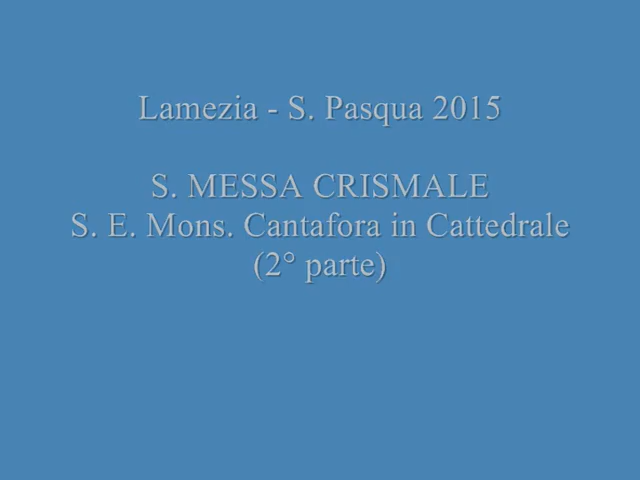 Lamezia - S. Pasqua 2015
S. MESSA CRISMALE
S. E. Mons. Cantafora in Cattedrale
(2° parte)